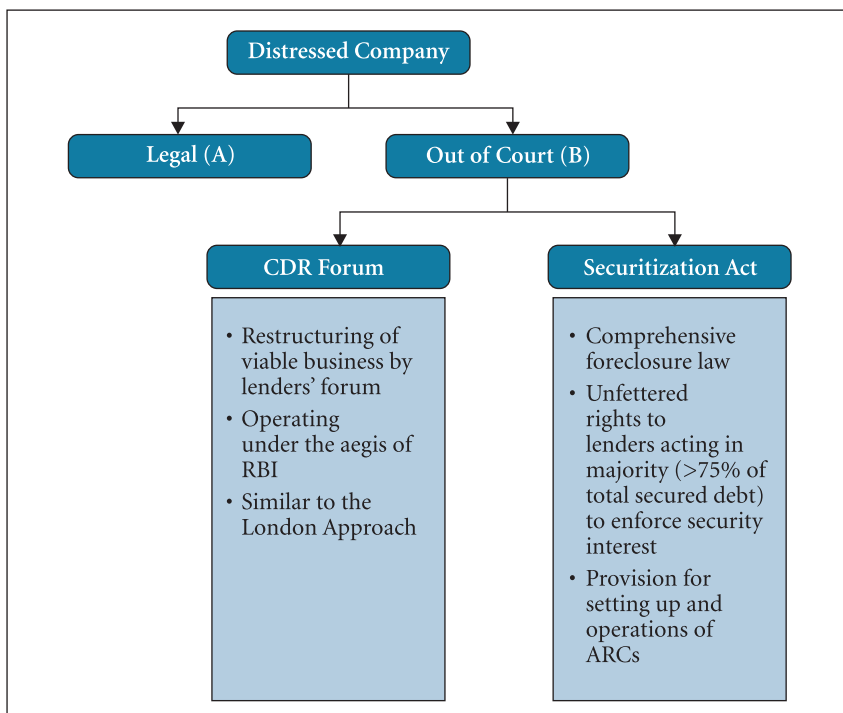 Distressed Company
Legal (A)
Out of Court (B)
CDR Forum
• Restructuring of
viable business by
lenders’ forum
• Operating
under the aegis of
RBI
• Similar to the
London Approach
Securitization Act
• Comprehensive
foreclosure law
• Unfettered
rights to
lenders acting in
majority (>75% of
total secured debt)
to enforce security
interest
• Provision for
setting up and
operations of
ARCs